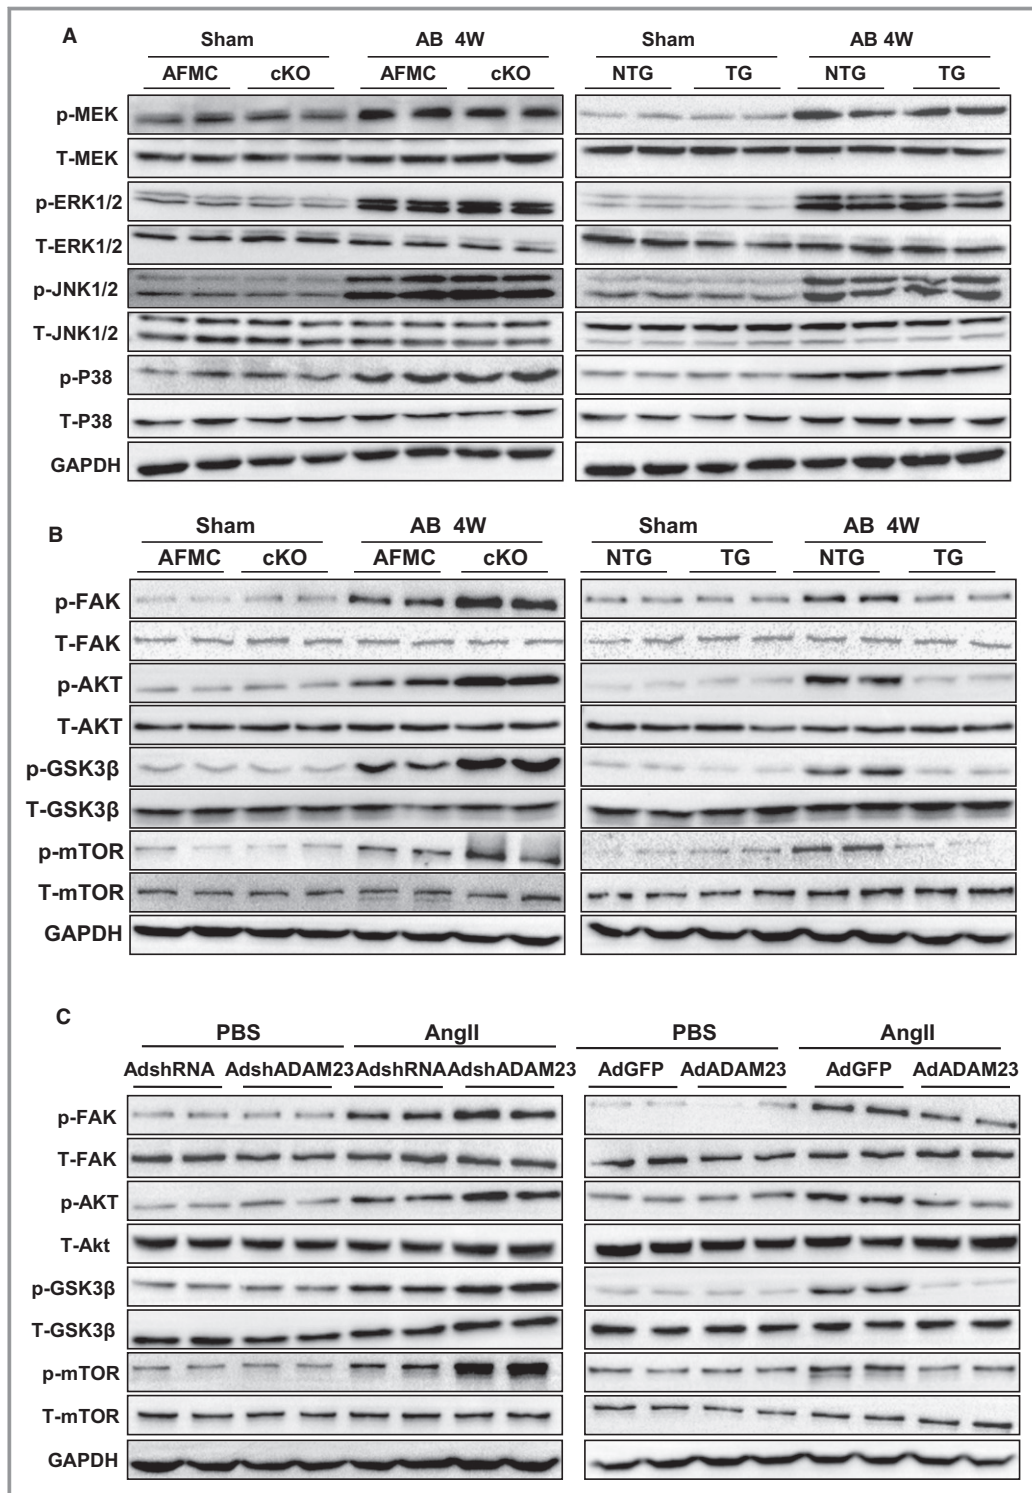 A
Sham AB 4W Sham AB 4W
AFMC cKO AFMC cKO NTG TG NTG TG
p-MEK
T-MEK
p-ERK1/2
T-ERK1/2
p-JNK1/2
T-JNK1/2
p-P38
T-P38
GAPDH
B
Sham AB 4W Sham AB 4W
AFMC cKO AFMC cKO NTG TG NTG TG
p-FAK
T-FAK
p-AKT
T-AKT
p-GSK3β
T-GSK3β
p-mTOR
T-mTOR
GAPDH
C
PBS AngII PBS AngII
AdshRNA AdshADAM23 AdshRNA AdshADAM23 AdGFP AdADAM23 AdGFP AdADAM23
p-FAK
T-FAK
p-AKT
T-Akt
p-GSK3β
T-GSK3β
p-mTOR
T-mTOR
GAPDH